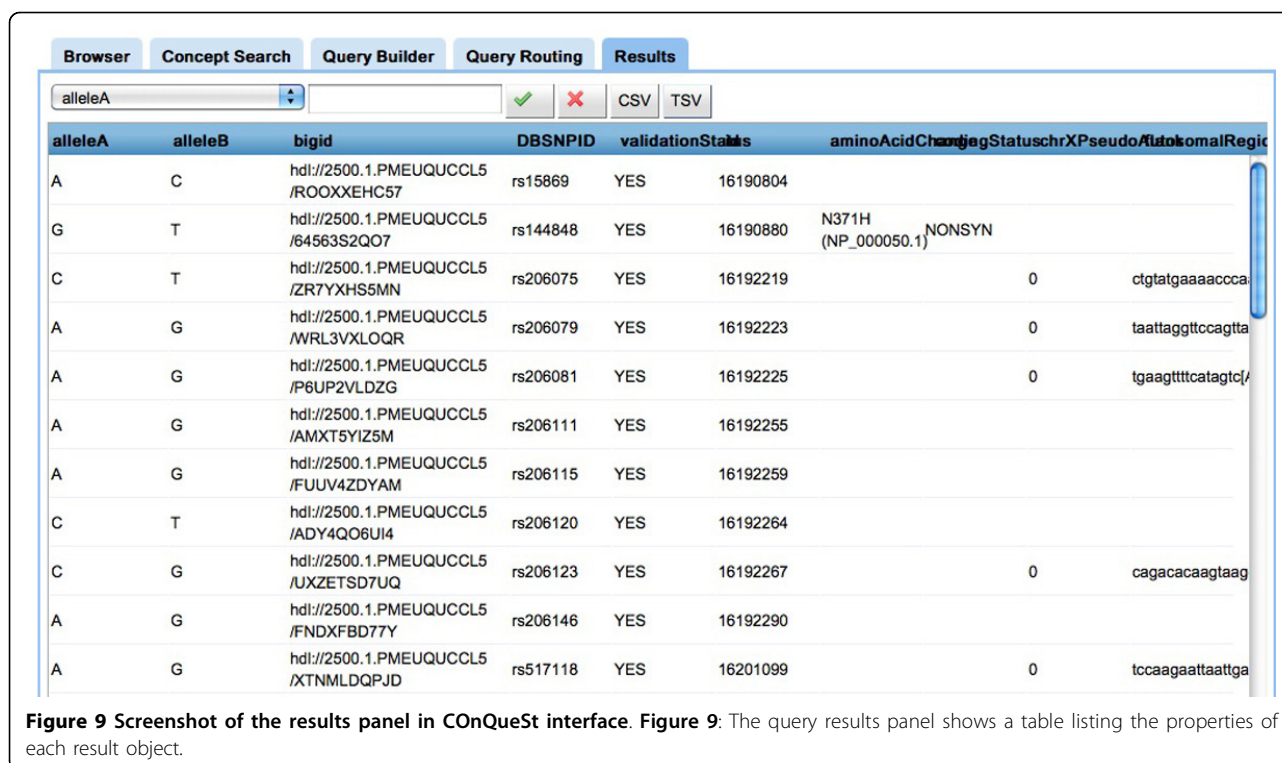 Browser Concept Search Query Builder Query Routing Results
alleleA CSV TSV
alleleA alleleB bigid DBSNPID validationStatus aminoAcidChange codingStatus chrXPseudo flank
A C hdl://2500.1.PMEUQUCCL5 rs15869 YES 16190804
/ROOXXEHC57
G T hdl://2500.1.PMEUQUCCL5 rs144848 YES 16190880 N371H NONSYN
/64563S2QO7 (NP_000050.1)
C T hdl://2500.1.PMEUQUCCL5 rs206075 YES 16192219 0 ctgtatgaaaaccca
/ZR7YXHS5MN
A G hdl://2500.1.PMEUQUCCL5 rs206079 YES 16192223 0 taattaggttccagtta
/WRL3VXLOQR
A G hdl://2500.1.PMEUQUCCL5 rs206081 YES 16192225 0 tgaagttttcatagtc[
/P6UP2VLDZG
A G hdl://2500.1.PMEUQUCCL5 rs206111 YES 16192255
/AMXT5YIZ5M
A G hdl://2500.1.PMEUQUCCL5 rs206115 YES 16192259
/FUUV4ZDYAM
C T hdl://2500.1.PMEUQUCCL5 rs206120 YES 16192264
/ADY4QO6UI4
C G hdl://2500.1.PMEUQUCCL5 rs206123 YES 16192267 0 cagacacaagtaag
/UXZETSD7UQ
A G hdl://2500.1.PMEUQUCCL5 rs206146 YES 16192290
/FNDXFBD77Y
A G hdl://2500.1.PMEUQUCCL5 rs517118 YES 16201099 0 tccaagaattaattga
/XTNMLDQPJD
Figure 9 Screenshot of the results panel in COnQueSt interface. Figure 9: The query results panel shows a table listing the properties of
each result object.